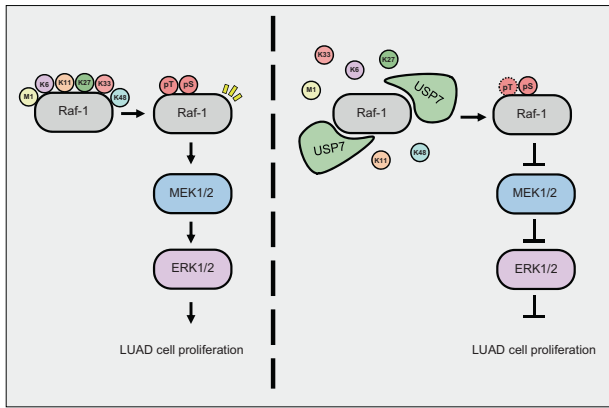 K6 K11 K27 K33
M1 K48
Raf-1
pT pS
Raf-1
MEK1/2
ERK1/2
LUAD cell proliferation
K33 K6 K27
M1
USP7
Raf-1
USP7
K11 K48
pT pS
Raf-1
MEK1/2
ERK1/2
LUAD cell proliferation